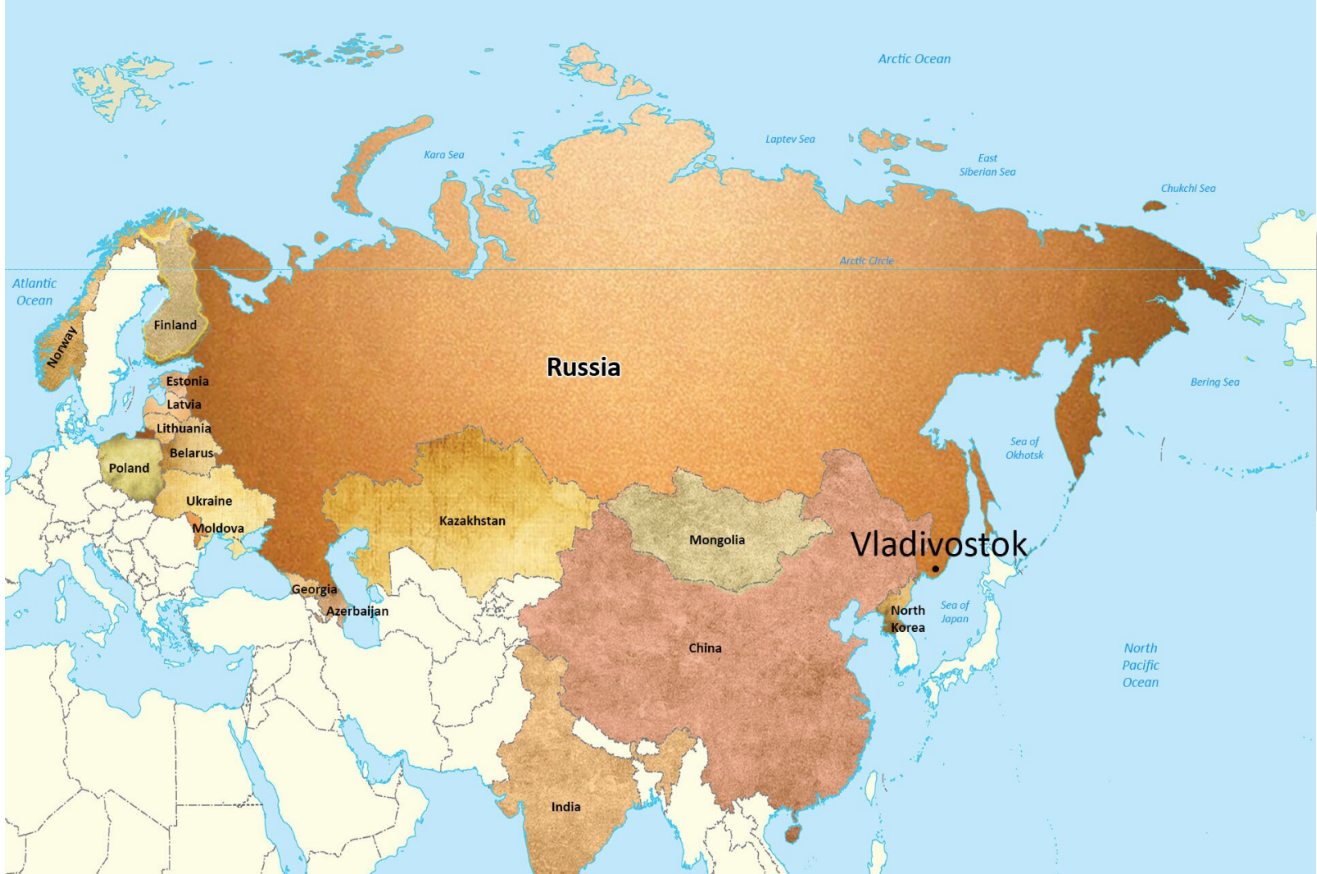 Arctic Ocean
Laptev Sea
Kara Sea
East
Siberian Sea
Chukchi Sea
Arctic Circle
Atlantic
Ocean
Finland
Norway
Russia
Estonia
Latvia
Lithuania
Belarus
Poland
Ukraine
Moldova
Bering Sea
Sea of
Okhotsk
Kazakhstan
Mongolia
Vladivostok
Georgia
Azerbaijan
North
Korea
Sea of
Japan
China
North
Pacific
Ocean
India